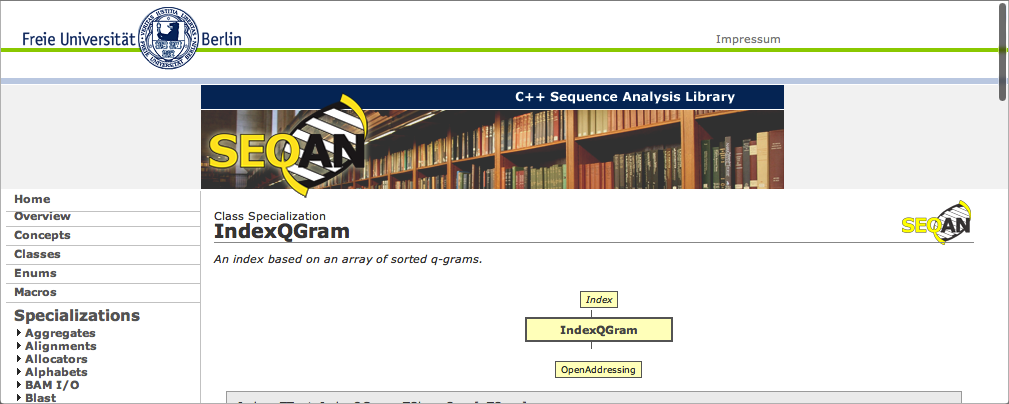 Freie Universität Berlin
Impressum
C++ Sequence Analysis Library
SEQAN
Home
Overview
Concepts
Classes
Enums
Macros
Specializations
Aggregates
Alignments
Allocators
Alphabets
BAM I/O
Blast
Class Specialization
IndexQGram
SEQAN
An index based on an array of sorted q-grams.
Index
IndexQGram
OpenAddressing